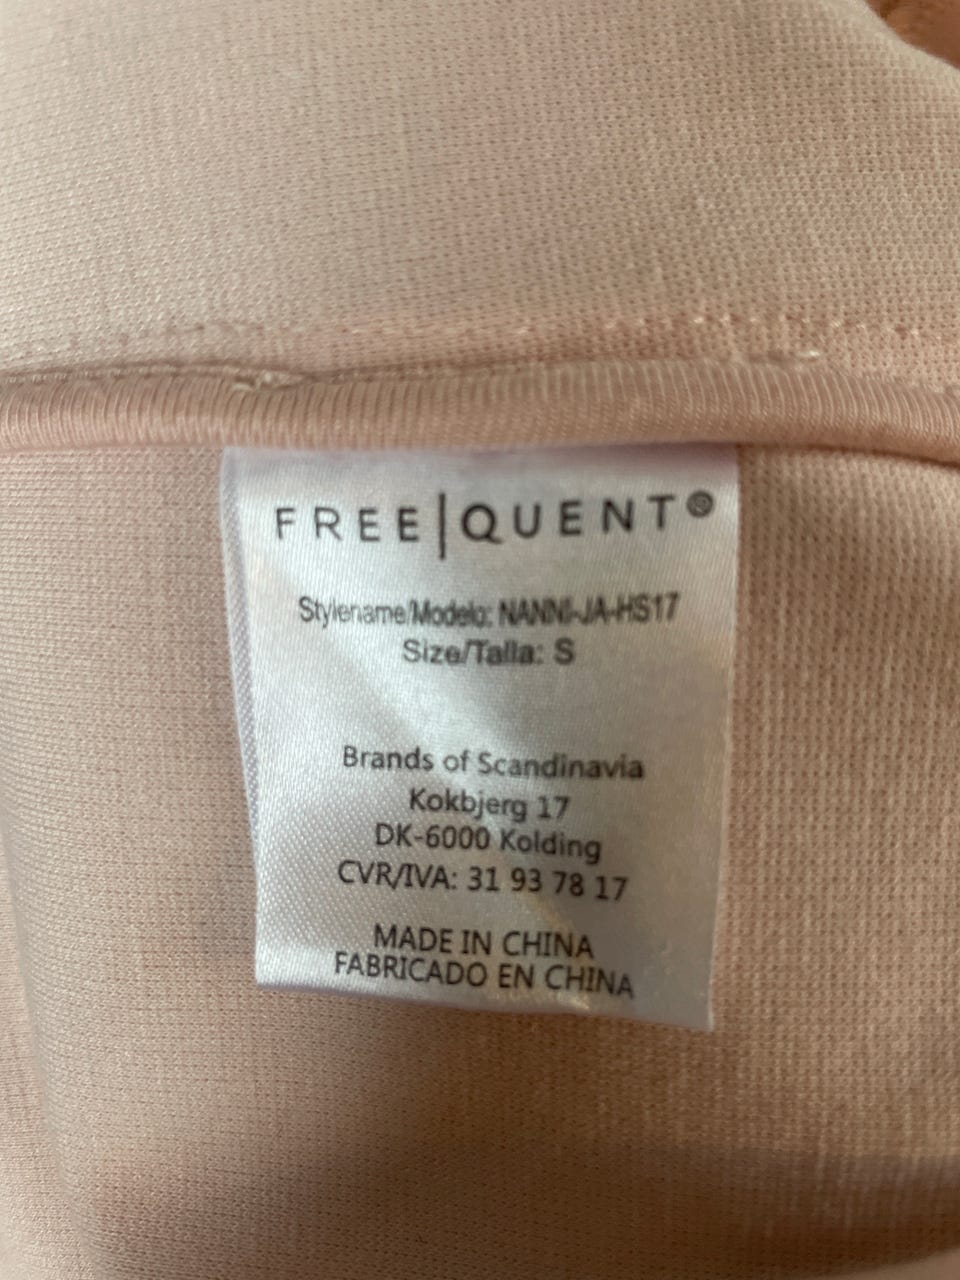 FREE|QUENT®
Stylename/Modelo: NANNI-JA-HS17
Size/Talla: S
Brands of Scandinavia
Kokbjerg 17
DK-6000 Kolding
CVR/IVA: 31 93 78 17
MADE IN CHINA
FABRICADO EN CHINA